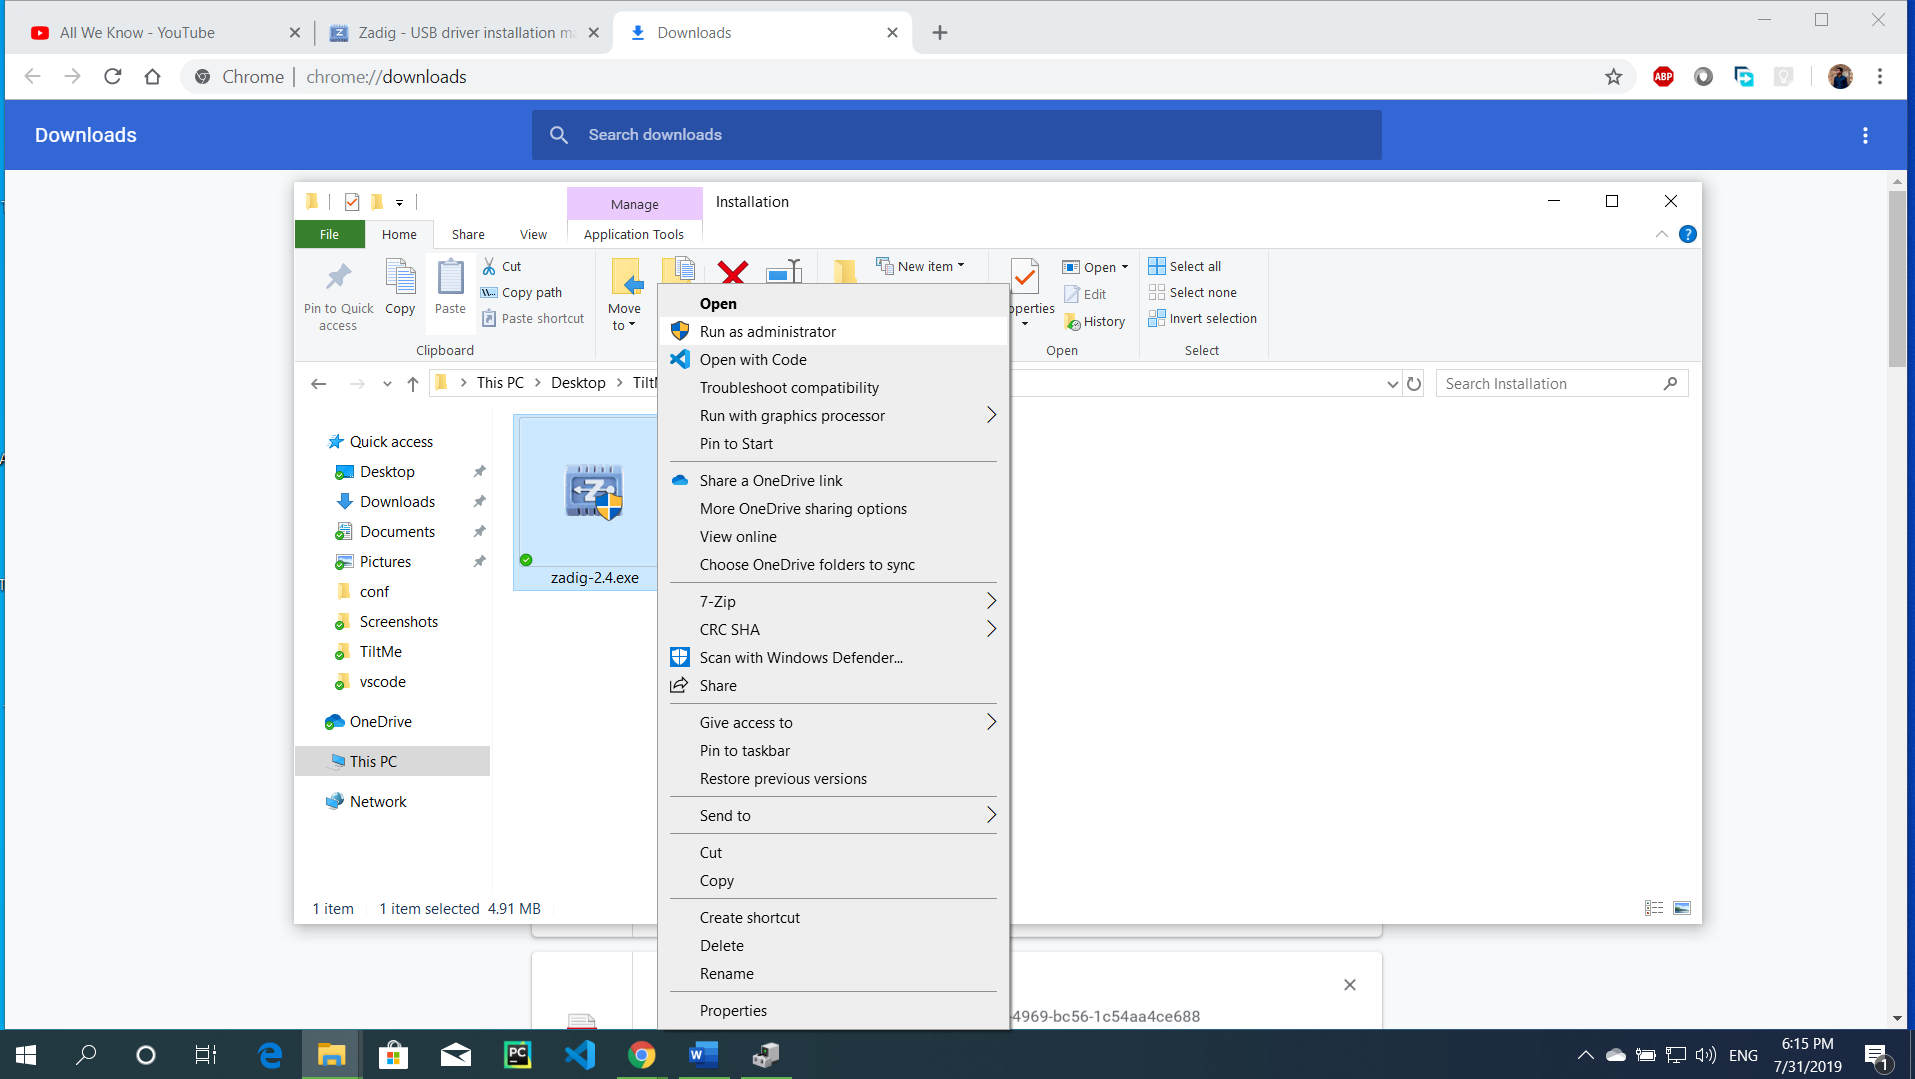 All We Know - YouTube
Zadig - USB driver installation ma
Downloads
Chrome | chrome://downloads
ABP
Downloads
Search downloads
Manage
Installation
File
Home
Share
View
Application Tools
Pin to Quick access
Copy
Paste
Cut
Copy path
Paste shortcut
Clipboard
Move to
New item
Open
Edit
History
Open
Select all
Select none
Invert selection
Select
This PC
Desktop
Search Installation
Quick access
Desktop
Downloads
Documents
Pictures
conf
Screenshots
TiltMe
vscode
OneDrive
This PC
Network
zadig-2.4.exe
Open
Run as administrator
Open with Code
Troubleshoot compatibility
Run with graphics processor
Pin to Start
Share a OneDrive link
More OneDrive sharing options
View online
Choose OneDrive folders to sync
7-Zip
CRC SHA
Scan with Windows Defender...
Share
Give access to
Pin to taskbar
Restore previous versions
Send to
Cut
Copy
Create shortcut
Delete
Rename
Properties
1 item
1 item selected 4.91 MB
4969-bc56-1c54aa4ce688
PC
ENG
6:15 PM
7/31/2019
1